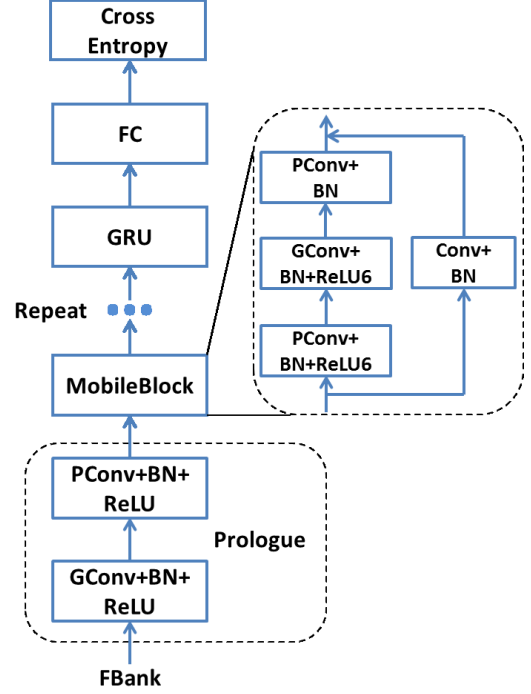 Cross
Entropy
FC
GRU
Repeat
MobileBlock
PConv+BN+
ReLU
Prologue
GConv+BN+
ReLU
FBank
PConv+
BN
GConv+
BN+ReLU6
Conv+
BN
PConv+
BN+ReLU6